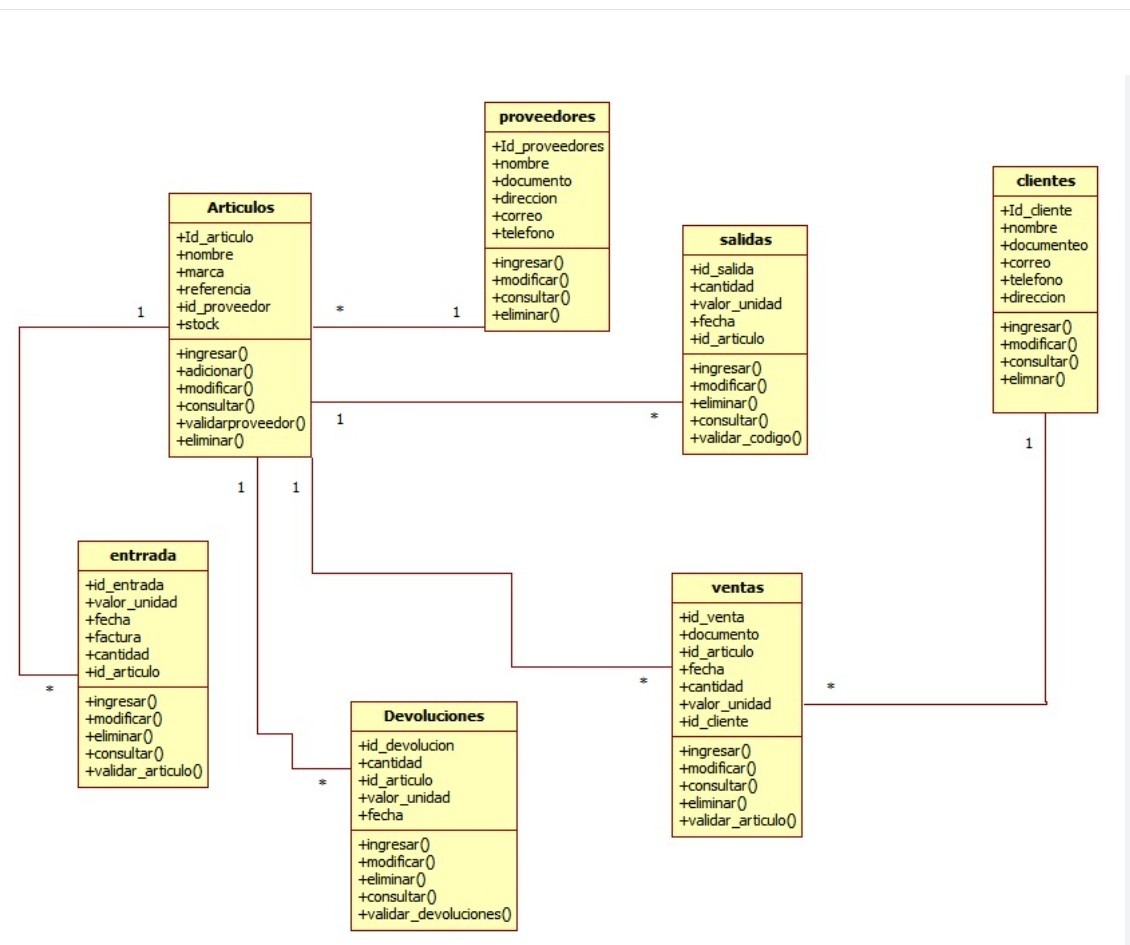 proveedores
+Id_proveedores
+nombre
+documento
+direccion
+correo
+telefono
+ingresar()
+modificar()
+consultar()
+eliminar()
clientes
+Id_cliente
+nombre
+documenteo
+correo
+telefono
+direccion
+ingresar()
+modificar()
+consultar()
+elimnar()
Articulos
+Id_articulo
+nombre
+marca
+referencia
+id_proveedor
+stock
+ingresar()
+adicionar()
+modificar()
+consultar()
+validarproveedor()
+eliminar()
salidas
+id_salida
+cantidad
+valor_unidad
+fecha
+id_articulo
+ingresar()
+modificar()
+eliminar()
+consultar()
+validar_codigo()
1
*
1
1
*
1
1
1
entrrada
+id_entrada
+valor_unidad
+fecha
+factura
+cantidad
+id_articulo
+ingresar()
+modificar()
+eliminar()
+consultar()
+validar_articulo()
ventas
+id_venta
+documento
+id_articulo
+fecha
+cantidad
+valor_unidad
+id_cliente
+ingresar()
+modificar()
+consultar()
+eliminar()
+validar_articulo()
*
*
*
*
Devoluciones
+id_devolucion
+cantidad
+id_articulo
+valor_unidad
+fecha
+ingresar()
+modificar()
+eliminar()
+consultar()
+validar_devoluciones()